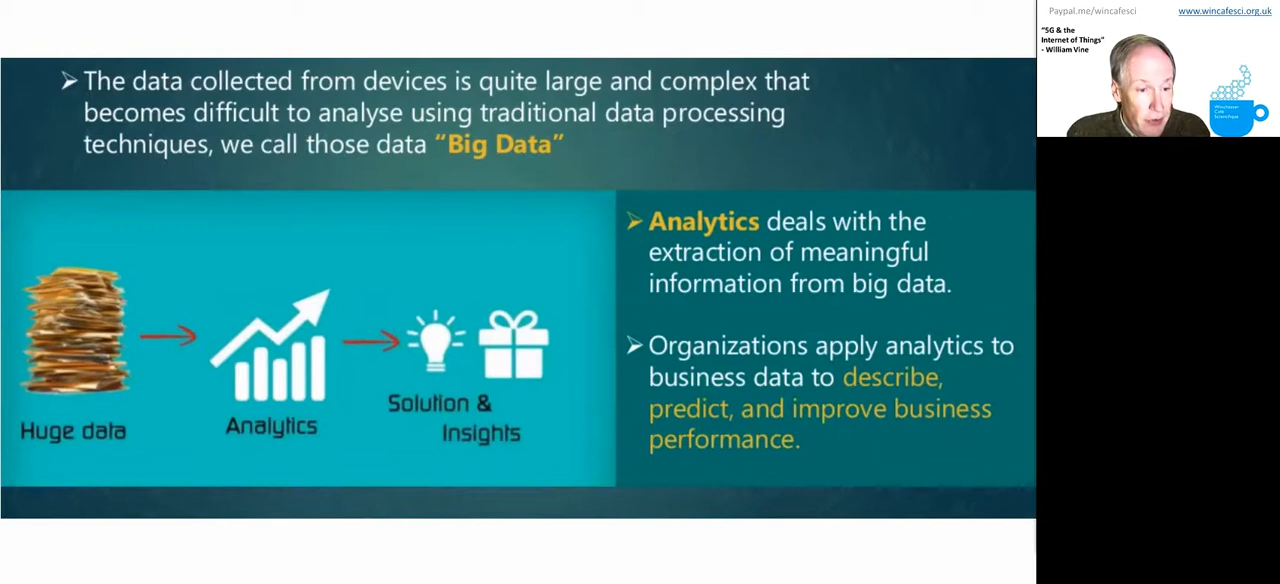 ➢ The data collected from devices is quite large and complex that
becomes difficult to analyse using traditional data processing
techniques, we call those data “Big Data”
Huge data
Analytics
Solution &
Insights
➢ Analytics deals with the
extraction of meaningful
information from big data.
➢ Organizations apply analytics to
business data to describe,
predict, and improve business
performance.
Paypal.me/wincafesci
www.wincafesci.org.uk
“5G & the
Internet of Things”
- William Vine
Winchester
Cafe
Scientifique